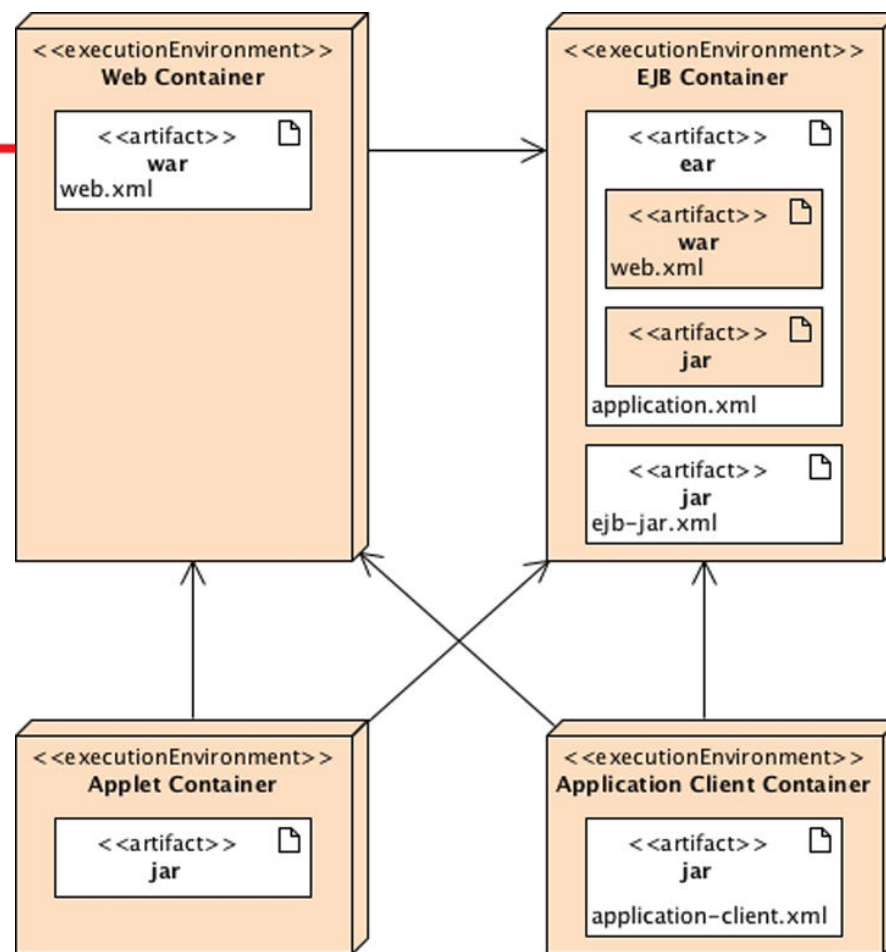 <<executionEnvironment>>
Web Container
<<artifact>>
war
web.xml
<<executionEnvironment>>
EJB Container
<<artifact>>
ear
<<artifact>>
war
web.xml
<<artifact>>
jar
application.xml
<<artifact>>
jar
ejb-jar.xml
<<executionEnvironment>>
Applet Container
<<artifact>>
jar
<<executionEnvironment>>
Application Client Container
<<artifact>>
jar
application-client.xml